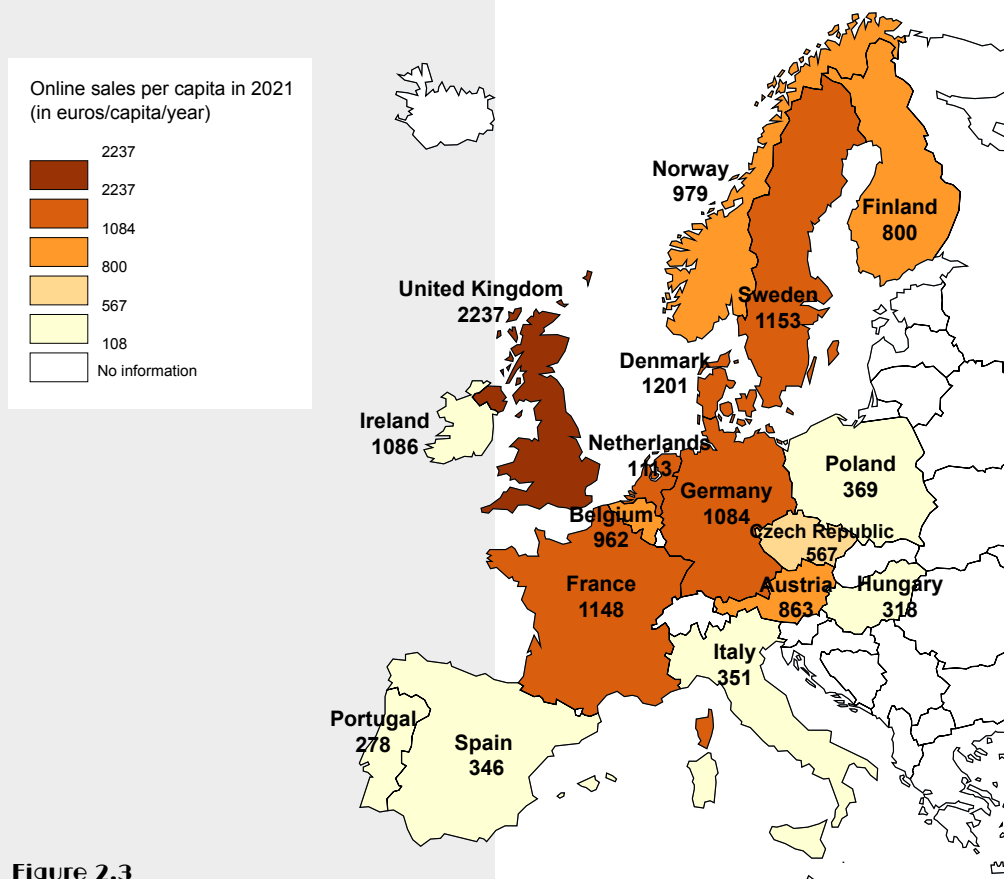 Online sales per capita in 2021
(in euros/capita/year)
2237
2237
1084
800
567
108
No information
Norway
979
Finland
800
United Kingdom
2237
Sweden
1153
Denmark
1201
Ireland
1086
Netherlands
1113
Poland
369
Germany
1084
Belgium
962
Czech Republic
567
France
1148
Austria
863
Hungary
318
Italy
351
Portugal
278
Spain
346
Figure 2.3